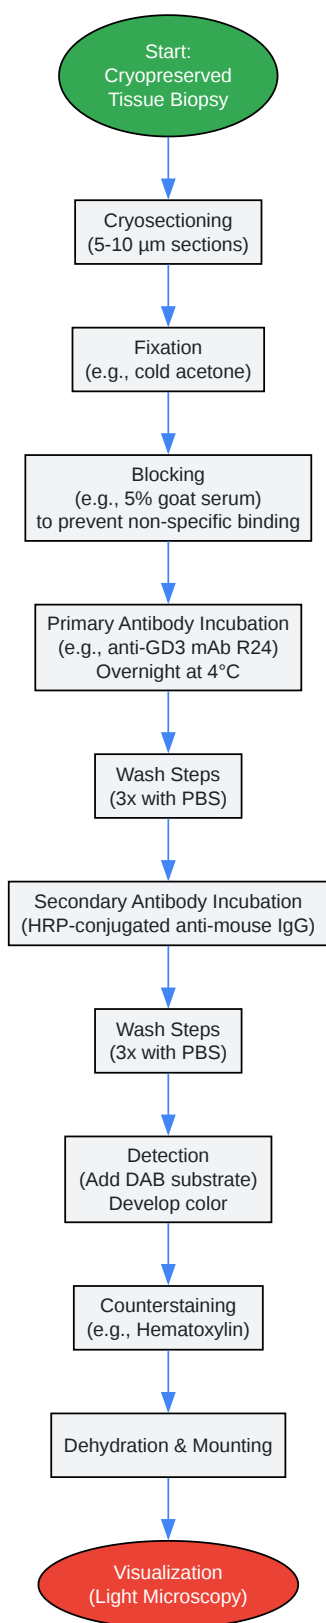 Start:
Cryopreserved
Tissue Biopsy
Cryosectioning
(5-10 µm sections)
Fixation
(e.g., cold acetone)
Blocking
(e.g., 5% goat serum)
to prevent non-specific binding
Primary Antibody Incubation
(e.g., anti-GD3 mAb R24)
Overnight at 4°C
Wash Steps
(3x with PBS)
Secondary Antibody Incubation
(HRP-conjugated anti-mouse IgG)
Wash Steps
(3x with PBS)
Detection
(Add DAB substrate)
Develop color
Counterstaining
(e.g., Hematoxylin)
Dehydration & Mounting
Visualization
(Light Microscopy)